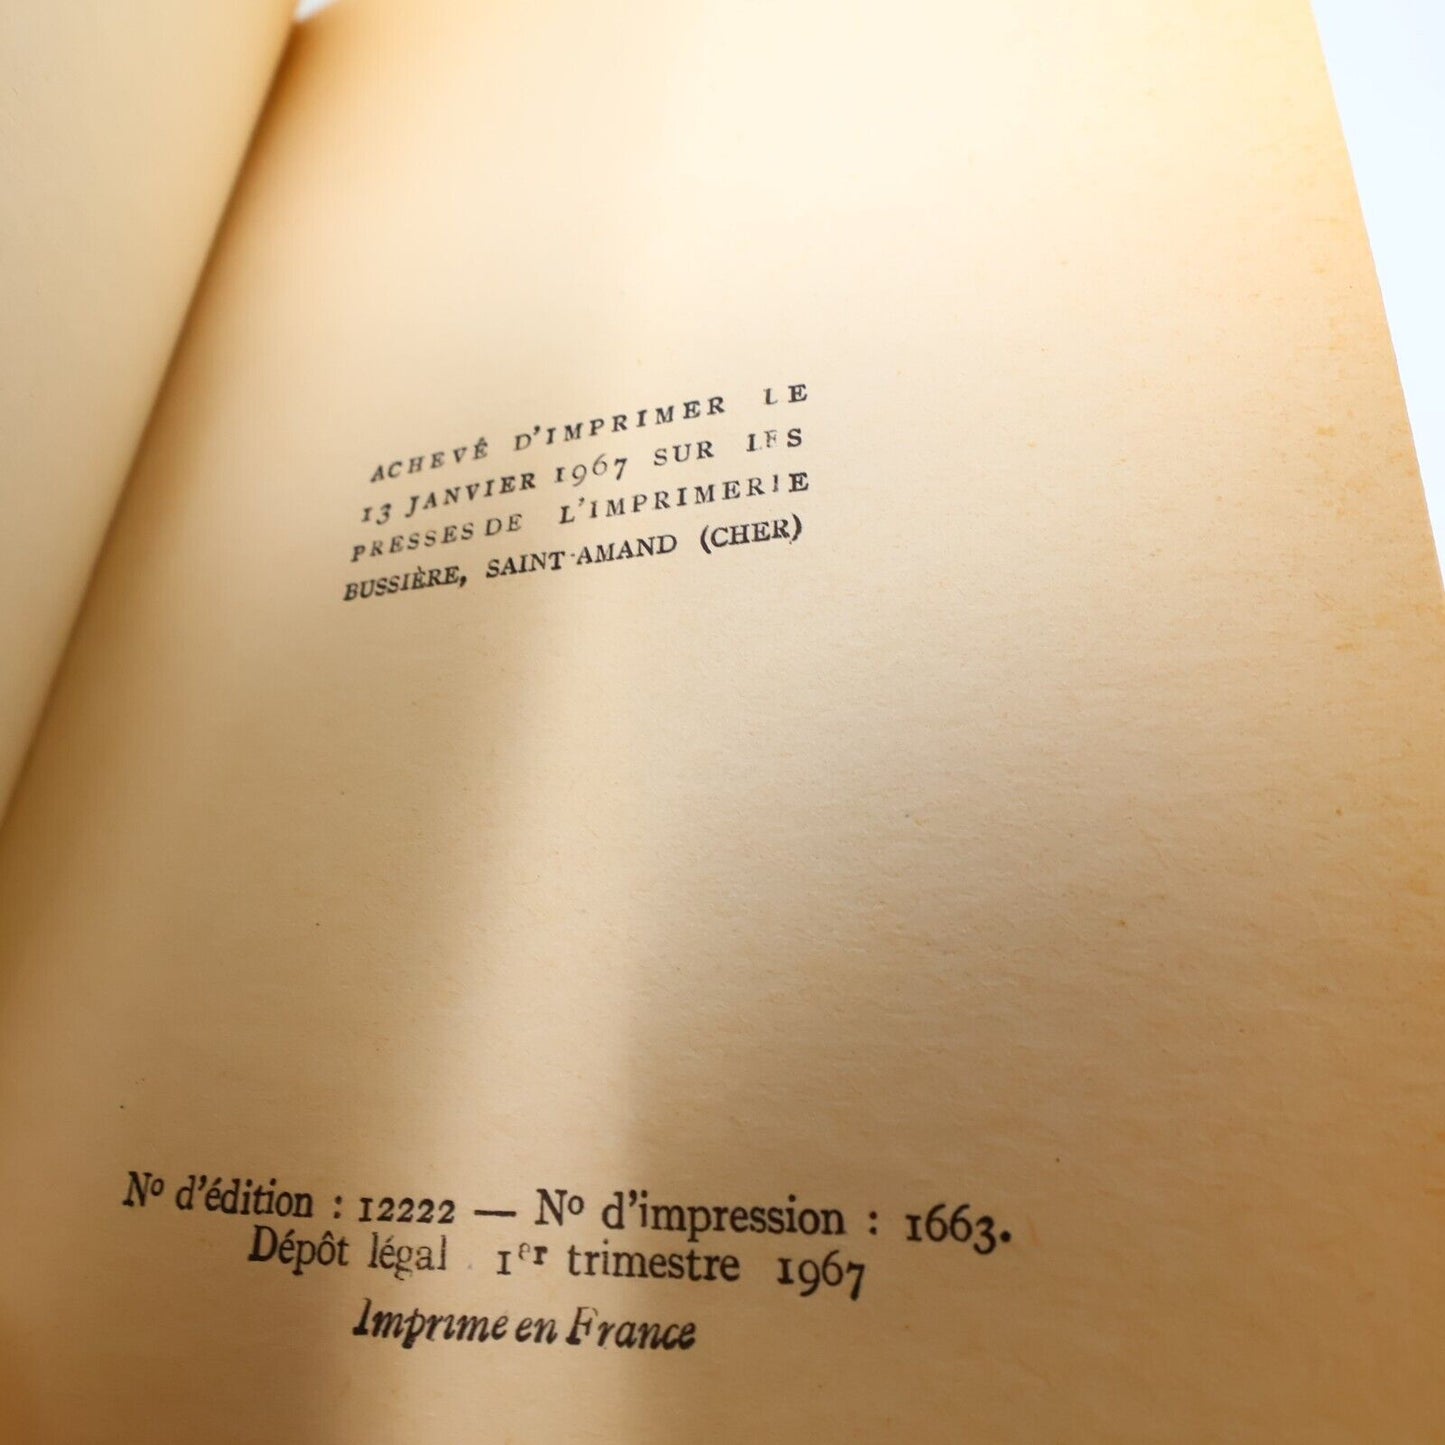 ACHEVÉ D'IMPRIMER LE
13 JANVIER 1967 SUR LES
PRESSES DE L'IMPRIMERIE
BUSSIÈRE, SAINT-AMAND (CHER)
Nº d'édition : 12222 — Nº d'impression : 1663.
Dépôt légal . 1er trimestre 1967
Imprimé en France